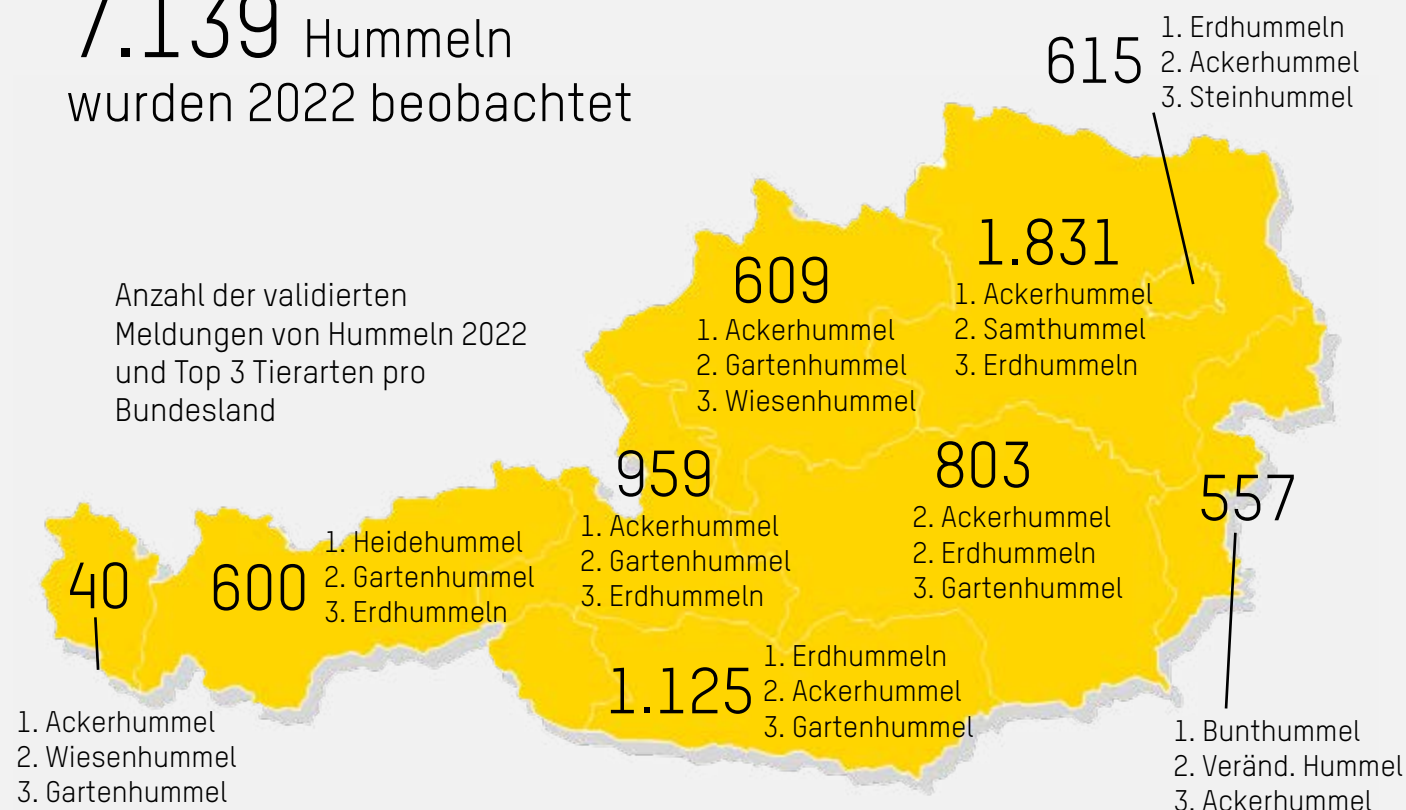 7.139 Hummeln
wurden 2022 beobachtet
Anzahl der validierten
Meldungen von Hummeln 2022
und Top 3 Tierarten pro
Bundesland
615
1. Erdhummeln
2. Ackerhummel
3. Steinhummel
1.831
1. Ackerhummel
2. Samthummel
3. Erdhummeln
609
1. Ackerhummel
2. Gartenhummel
3. Wiesenhummel
959
1. Ackerhummel
2. Gartenhummel
3. Erdhummeln
803
2. Ackerhummel
2. Erdhummeln
3. Gartenhummel
557
1. Bunthummel
2. Veränd. Hummel
3. Ackerhummel
40
1. Ackerhummel
2. Wiesenhummel
3. Gartenhummel
600
1. Heidehummel
2. Gartenhummel
3. Erdhummeln
1.125
1. Erdhummeln
2. Ackerhummel
3. Gartenhummel